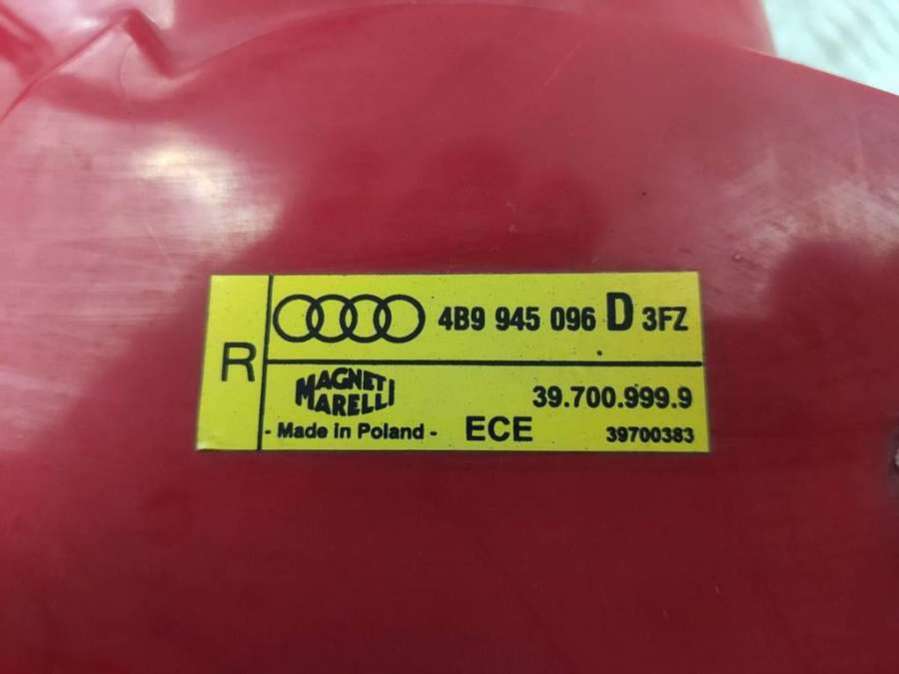 R
4B9 945 096 D 3FZ
MAGNETI
MARELLI
39.700.999.9
- Made in Poland - ECE 39700383